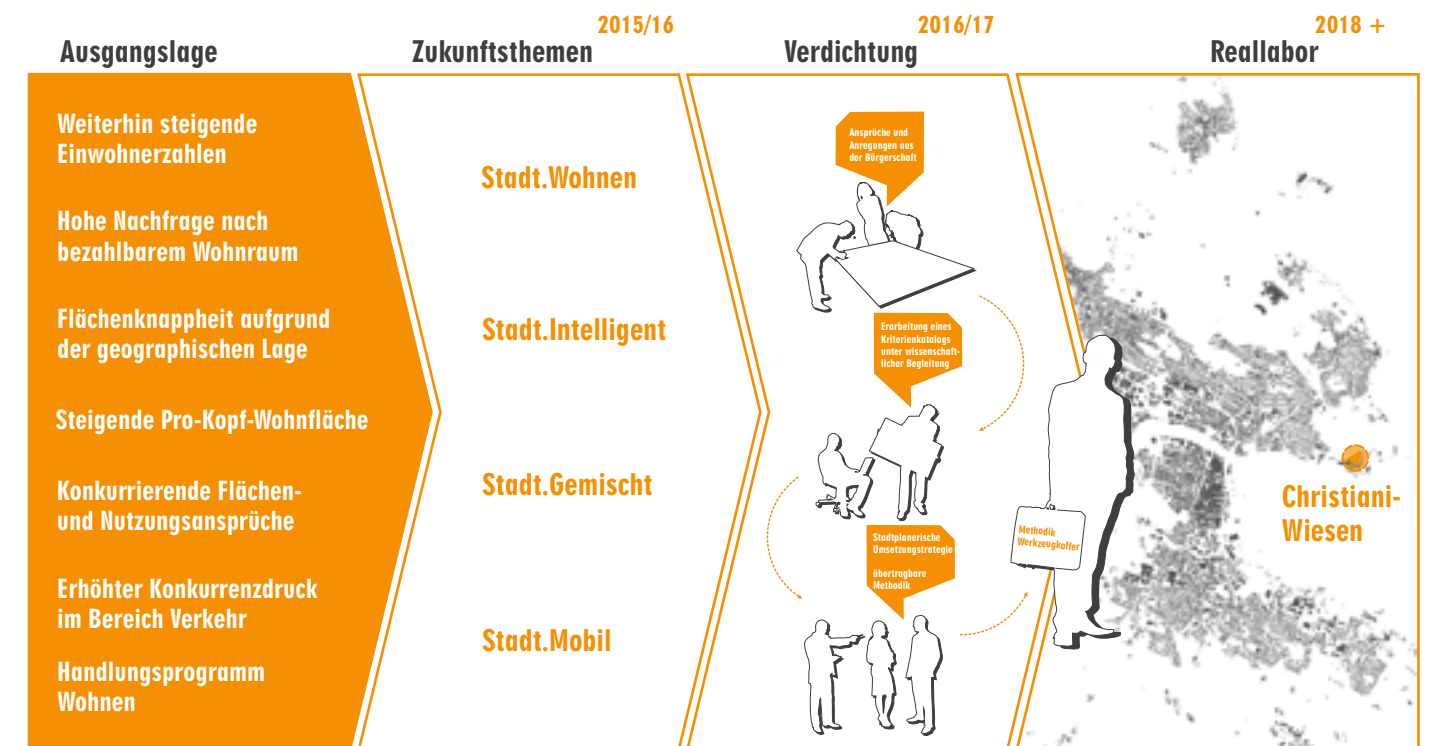 Ausgangslage
2015/16
Zukunftsthemen
2016/17
Verdichtung
2018 +
Reallabor
Weiterhin steigende
Einwohnerzahlen
Hohe Nachfrage nach
bezahlbarem Wohnraum
Flächenknappheit aufgrund
der geographischen Lage
Steigende Pro-Kopf-Wohnfläche
Konkurrierende Flächen-
und Nutzungsansprüche
Erhöhter Konkurrenzdruck
im Bereich Verkehr
Handlungsprogramm
Wohnen
Stadt.Wohnen
Stadt.Intelligent
Stadt.Gemischt
Stadt.Mobil
Ansprüche und
Anregungen aus
der Bürgerschaft
Erarbeitung eines
Kriterienkatalogs
unter wissenschaft-
licher Begleitung
Stadtplanerische
Umsetzungstrategie
übertragbare
Methodik
Methodik
Werkzeugkoffer
Christiani-
Wiesen